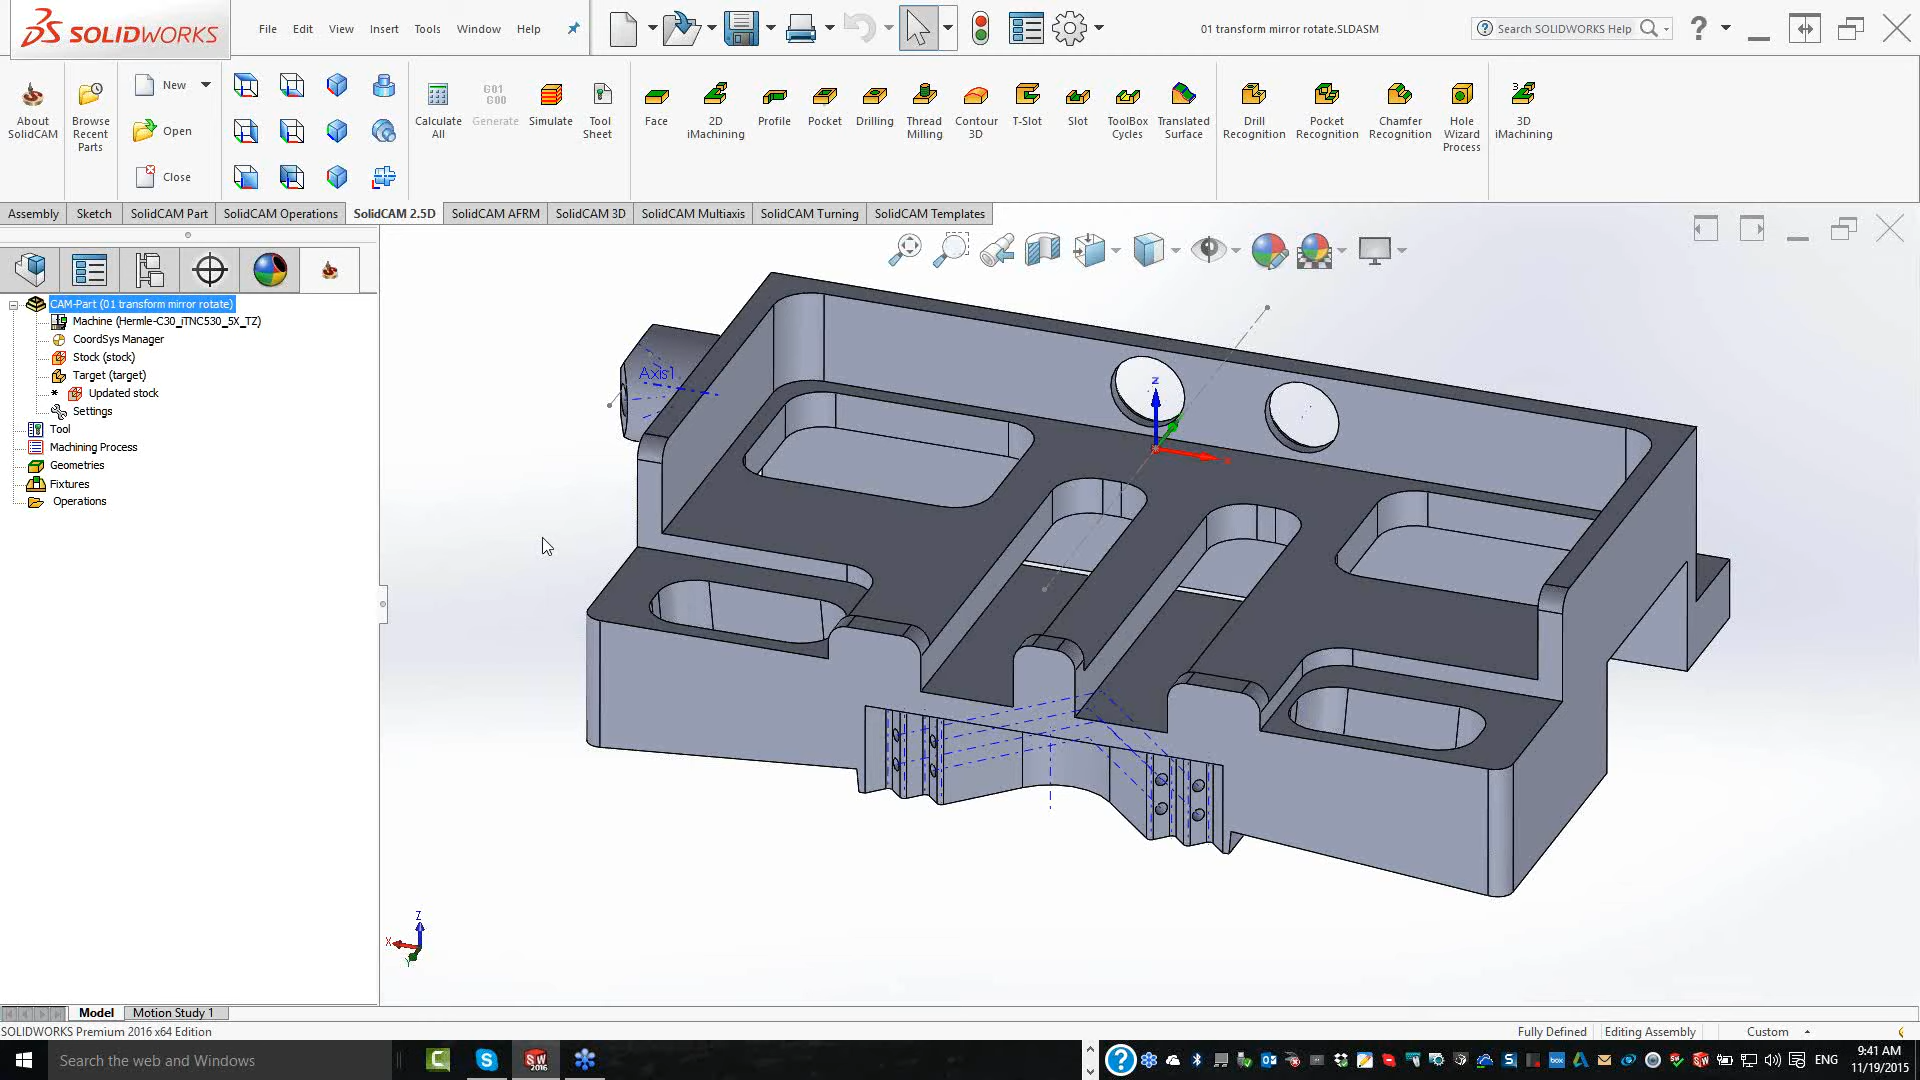 SOLIDWORKS
File Edit View Insert Tools Window Help
01 transform mirror rotate.SLDASM
Search SOLIDWORKS Help
About SolidCAM
Browse Recent Parts
New
Open
Close
Calculate All
G01 G00 Generate
Simulate
Tool Sheet
Face
2D iMachining
Profile
Pocket
Drilling
Thread Milling
Contour 3D
T-Slot
Slot
ToolBox Cycles
Translated Surface
Drill Recognition
Pocket Recognition
Chamfer Recognition
Hole Wizard Process
3D iMachining
Assembly Sketch SolidCAM Part SolidCAM Operations SolidCAM 2.5D SolidCAM AFRM SolidCAM 3D SolidCAM Multiaxis SolidCAM Turning SolidCAM Templates
CAM-Part (01 transform mirror rotate)
Machine (Hermle-C30_iTNC530_5X_TZ)
CoordSys Manager
Stock (stock)
Target (target)
* Updated stock
Settings
Tool
Machining Process
Geometries
Fixtures
Operations
Axis1
Z
X
Z
X
Y
Model Motion Study 1
SOLIDWORKS Premium 2016 x64 Edition
Fully Defined Editing Assembly Custom
Search the web and Windows
ENG
9:41 AM
11/19/2015